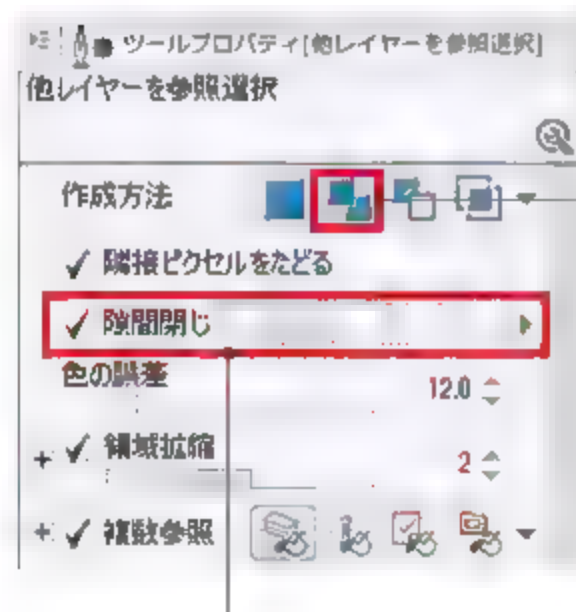 ツールプロパティ[他レイヤーを参照選択]
他レイヤーを参照選択
作成方法
隣接ピクセルをたどる
隙間閉じ
色の誤差 12.0
領域拡縮 2
複数参照